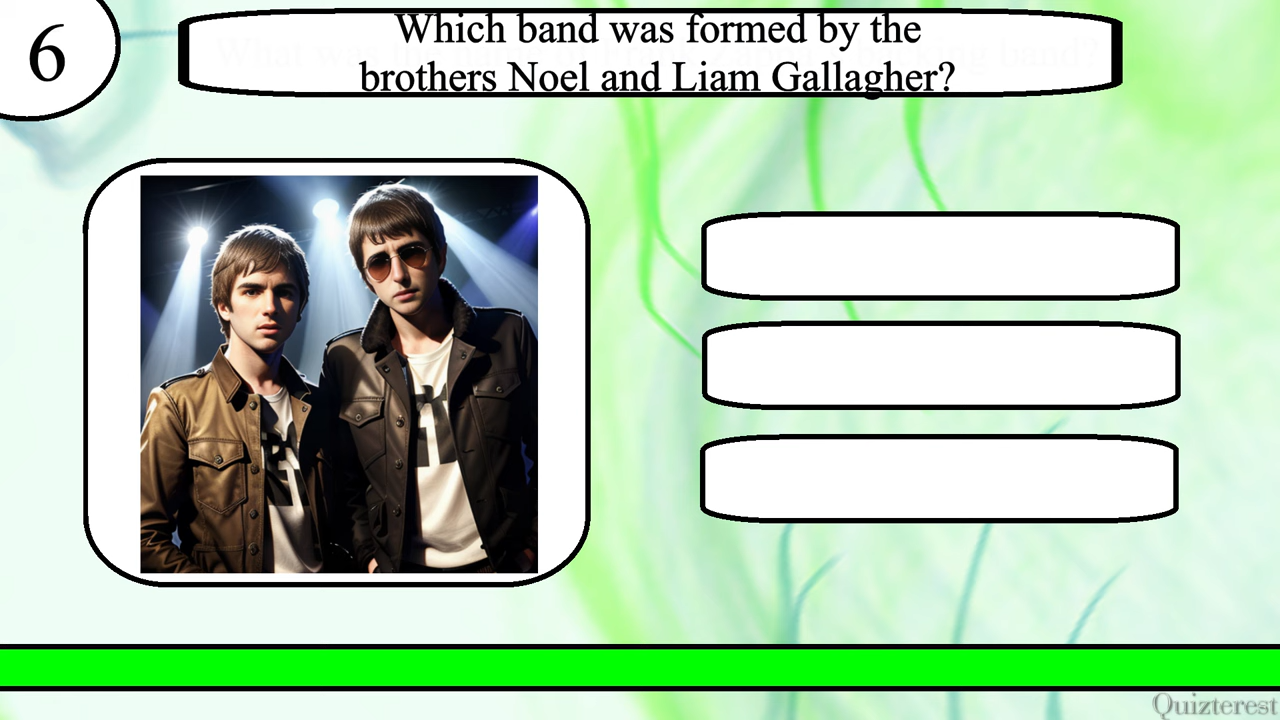 6
Which band was formed by the
brothers Noel and Liam Gallagher?
Quizterest